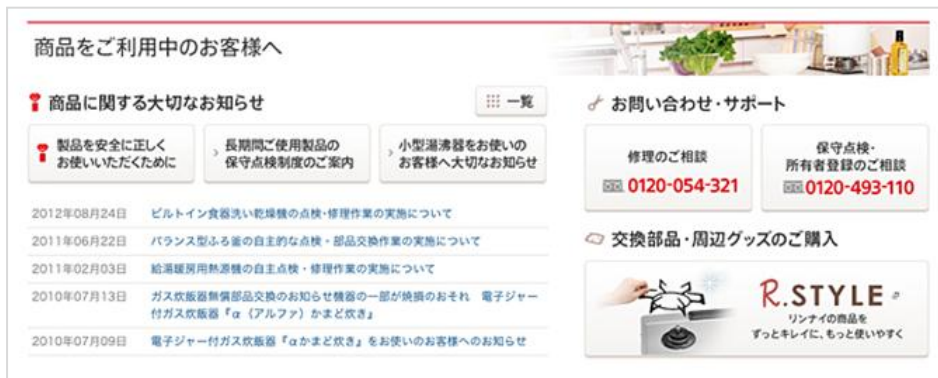 商品をご利用中のお客様へ
商品に関する大切なお知らせ
一覧
製品を安全に正しく
お使いいただくために
長期間ご使用製品の
保守点検制度のご案内
小型湯沸器をお使いの
お客様へ大切なお知らせ
2012年08月24日 ビルトイン食器洗い乾燥機の点検・修理作業の実施について
2011年06月22日 バランス型ふろ釜の自主的な点検・部品交換作業の実施について
2011年02月03日 給湯暖房用熱源機の自主点検・修理作業の実施について
2010年07月13日 ガス炊飯器無償部品交換のお知らせ機器の一部が焼損のおそれ 電子ジャー
付ガス炊飯器『α（アルファ）かまど炊き』
2010年07月09日 電子ジャー付ガス炊飯器『αかまど炊き』をお使いのお客様へのお知らせ
お問い合わせ・サポート
修理のご相談
0120-054-321
保守点検・
所有者登録のご相談
0120-493-110
交換部品・周辺グッズのご購入
R.STYLE
リンナイの商品を
ずっとキレイに、もっと使いやすく